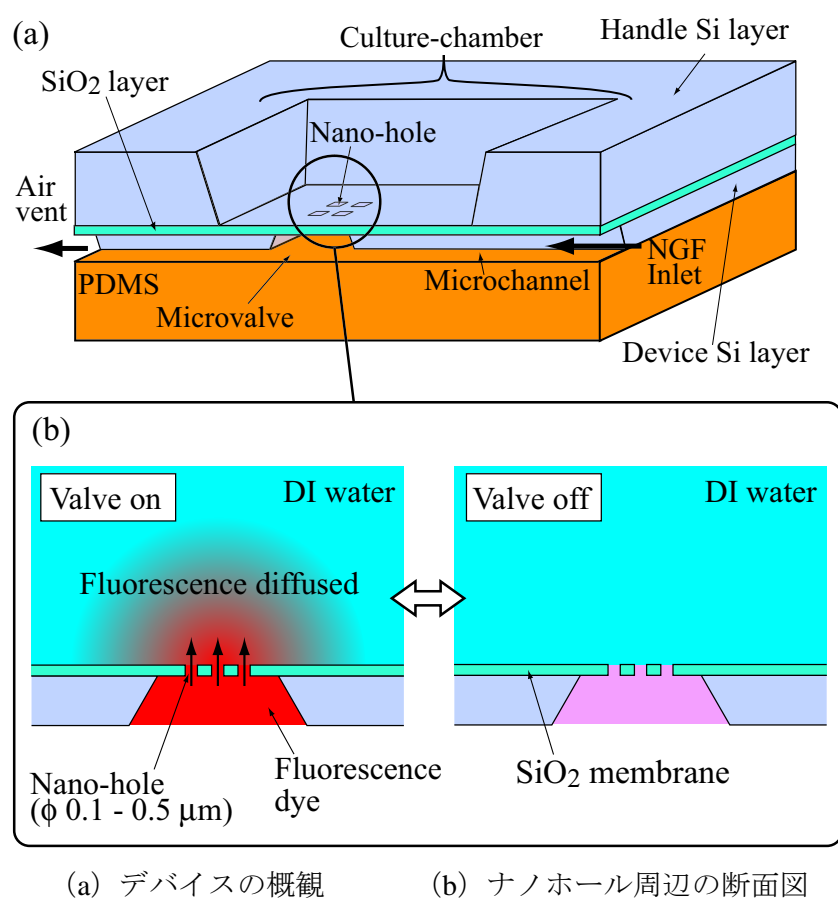 (a)
Culture-chamber
Handle Si layer
SiO2 layer
Nano-hole
Air
vent
NGF
Inlet
PDMS
Microchannel
Microvalve
Device Si layer
(b)
Valve on
DI water
Valve off
DI water
Fluorescence diffused
Nano-hole
(ϕ 0.1 - 0.5 μm)
Fluorescence
dye
SiO2 membrane
(a) デバイスの概観
(b) ナノホール周辺の断面図